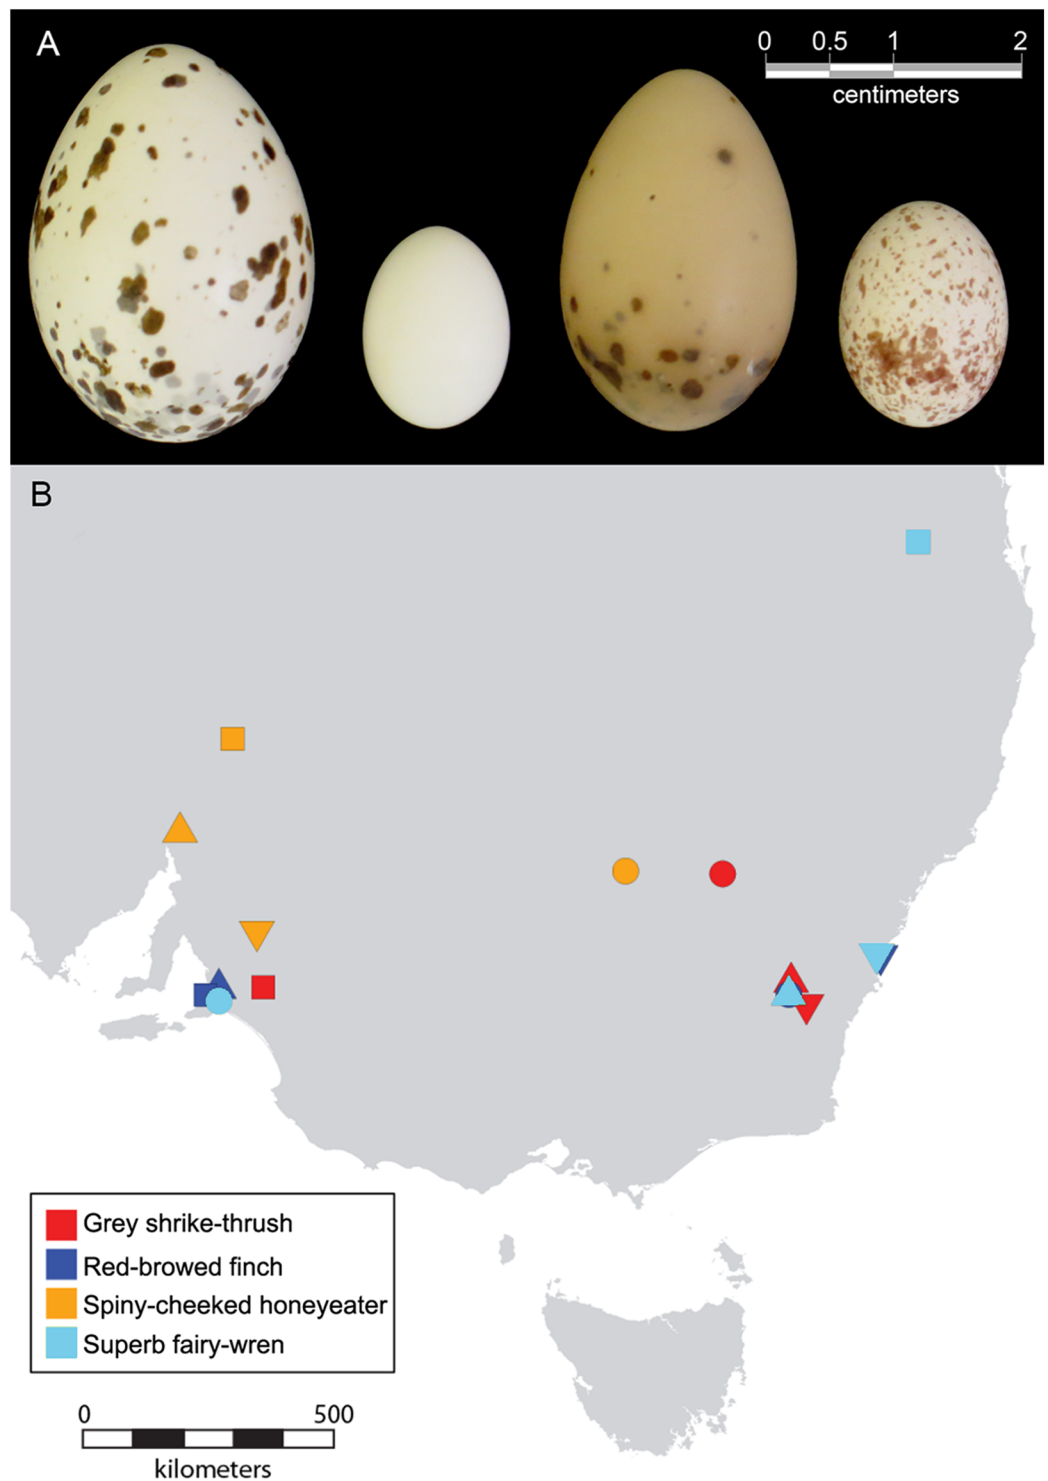 A
0 0.5 1 2
centimeters
B
Grey shrike-thrush
Red-browed finch
Spiny-cheeked honeyeater
Superb fairy-wren
0 500
kilometers